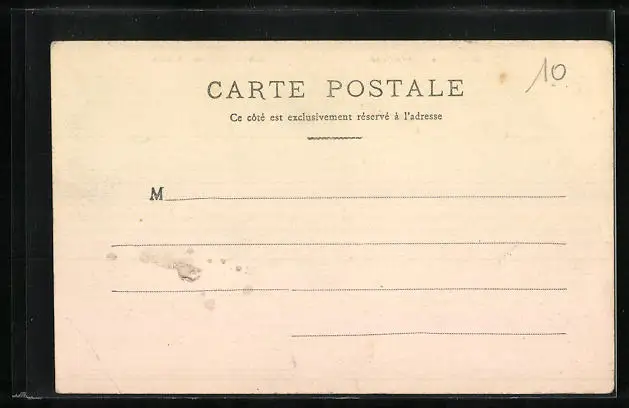 10
CARTE POSTALE
Ce côté est exclusivement réservé à l'adresse
M